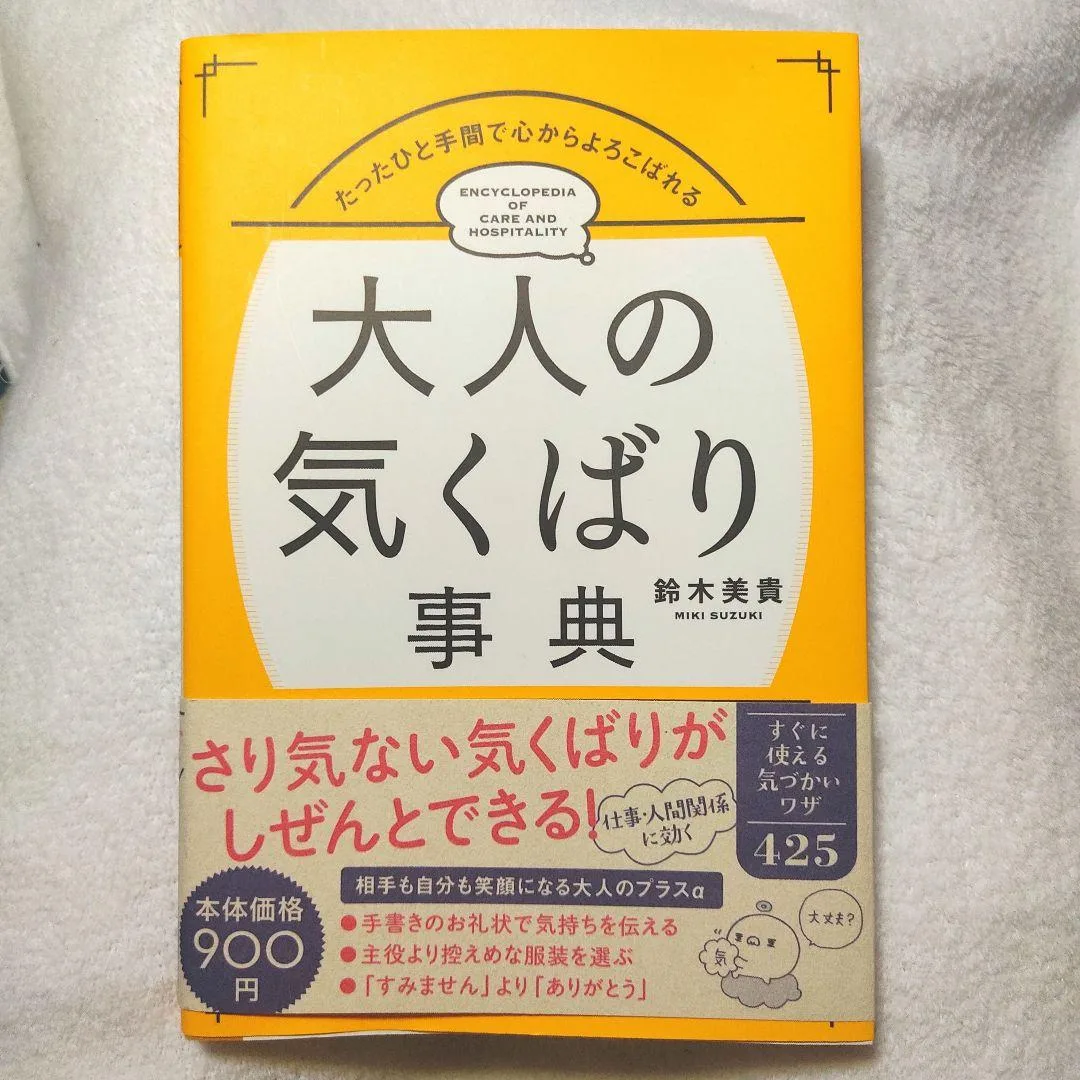 たったひと手間で心からよろこばれる
ENCYCLOPEDIA
OF
CARE AND
HOSPITALITY
大人の
気くばり
事典
鈴木美貴
MIKI SUZUKI
さり気ない気くばりが
しぜんとできる!
仕事・人間関係
に効く
すぐに
使える
気づかい
ワザ
425
相手も自分も笑顔になる大人のプラスα
●手書きのお礼状で気持ちを伝える
●主役より控えめな服装を選ぶ
●「すみません」より「ありがとう」
本体価格
900
円
大丈夫?
気